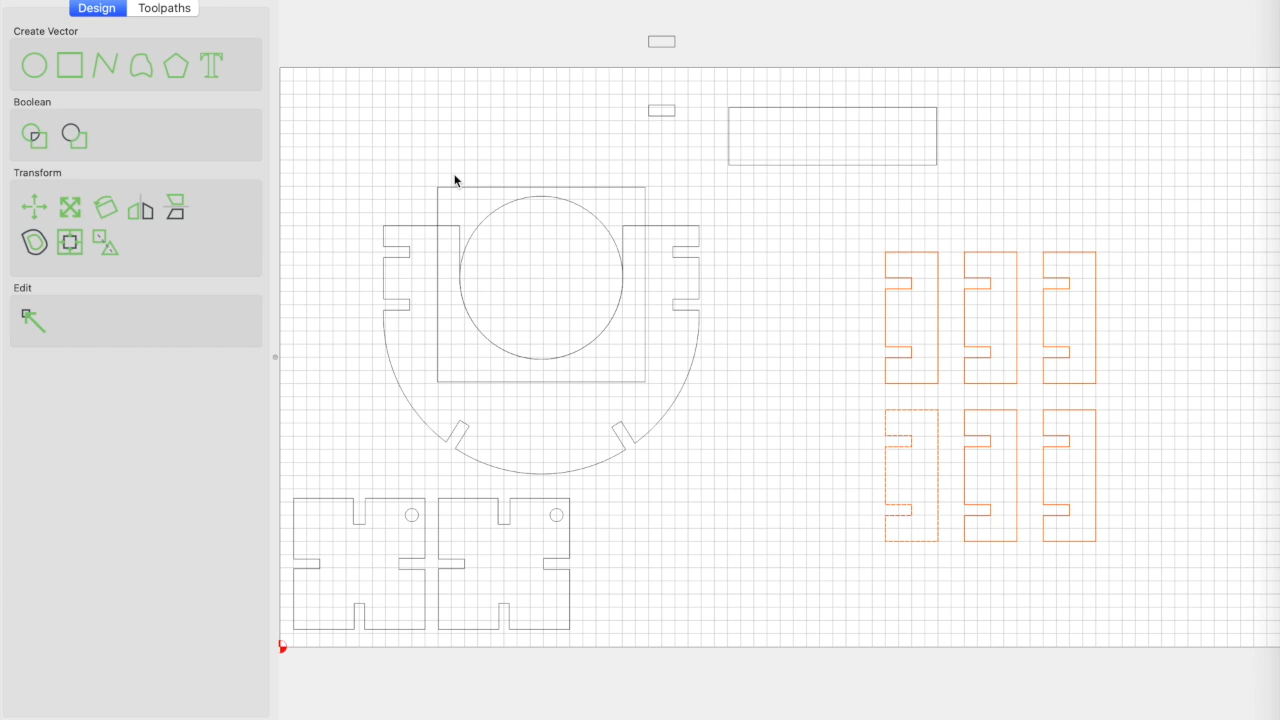 Design Toolpaths
Create Vector
T
Boolean
Transform
Edit